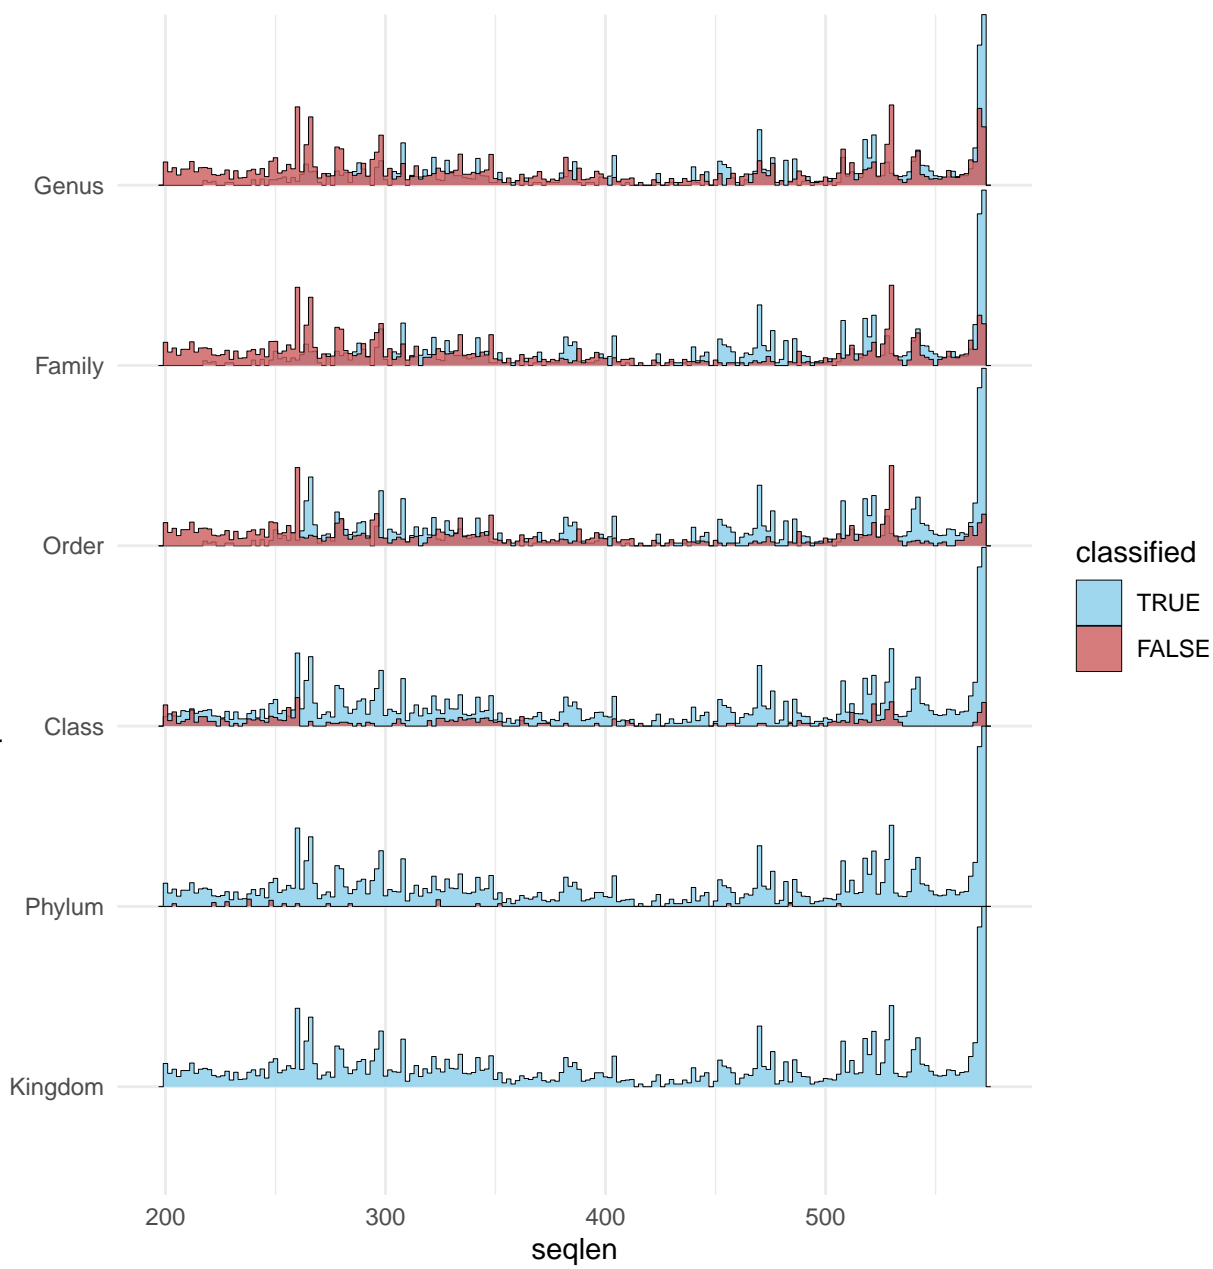 Genus
Family
Order
Class
Phylum
Kingdom
200 300 400 500
seqlen
classified
TRUE
FALSE